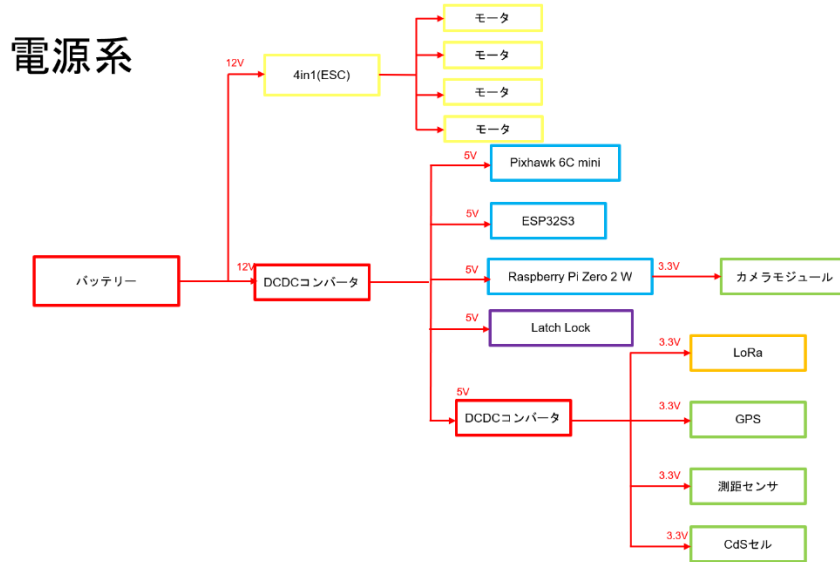 電源系
モータ
12V
4in1(ESC)
モータ
モータ
モータ
5V
Pixhawk 6C mini
5V
ESP32S3
バッテリー
12V
DCDCコンバータ
5V
Raspberry Pi Zero 2 W
3.3V
カメラモジュール
5V
Latch Lock
3.3V
LoRa
5V
DCDCコンバータ
3.3V
GPS
3.3V
測距センサ
3.3V
CdSセル